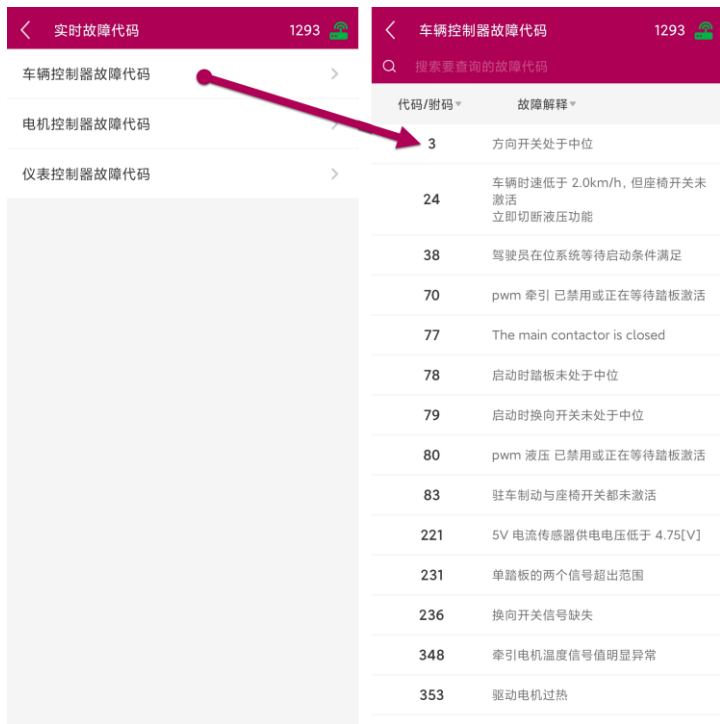 实时故障代码 1293
车辆控制器故障代码
电机控制器故障代码
仪表控制器故障代码
车辆控制器故障代码 1293
搜索要查询的故障代码
代码/驸码 故障解释
3 方向开关处于中位
24 车辆时速低于 2.0km/h, 但座椅开关未
激活
立即切断液压功能
38 驾驶员在位系统等待启动条件满足
70 pwm 牵引 已禁用或正在等待踏板激活
77 The main contactor is closed
78 启动时踏板未处于中位
79 启动时换向开关未处于中位
80 pwm 液压 已禁用或正在等待踏板激活
83 驻车制动与座椅开关都未激活
221 5V 电流传感器供电电压低于 4.75[V]
231 单踏板的两个信号超出范围
236 换向开关信号缺失
348 牵引电机温度信号值明显异常
353 驱动电机过热